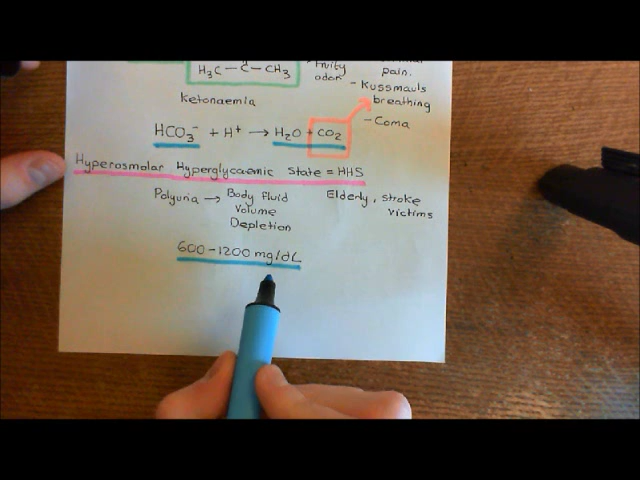 H₃C – C – CH₃
fruity
odor
pain.
– Kussmauls
breathing
Ketonaemia
– Coma
HCO₃⁻ + H⁺ → H₂O + CO₂
Hyperosmolar Hyperglycaemic State = HHS
Polyuria → Body fluid
Volume
Depletion
Elderly, stroke
victims
600 – 1200 mg/dL